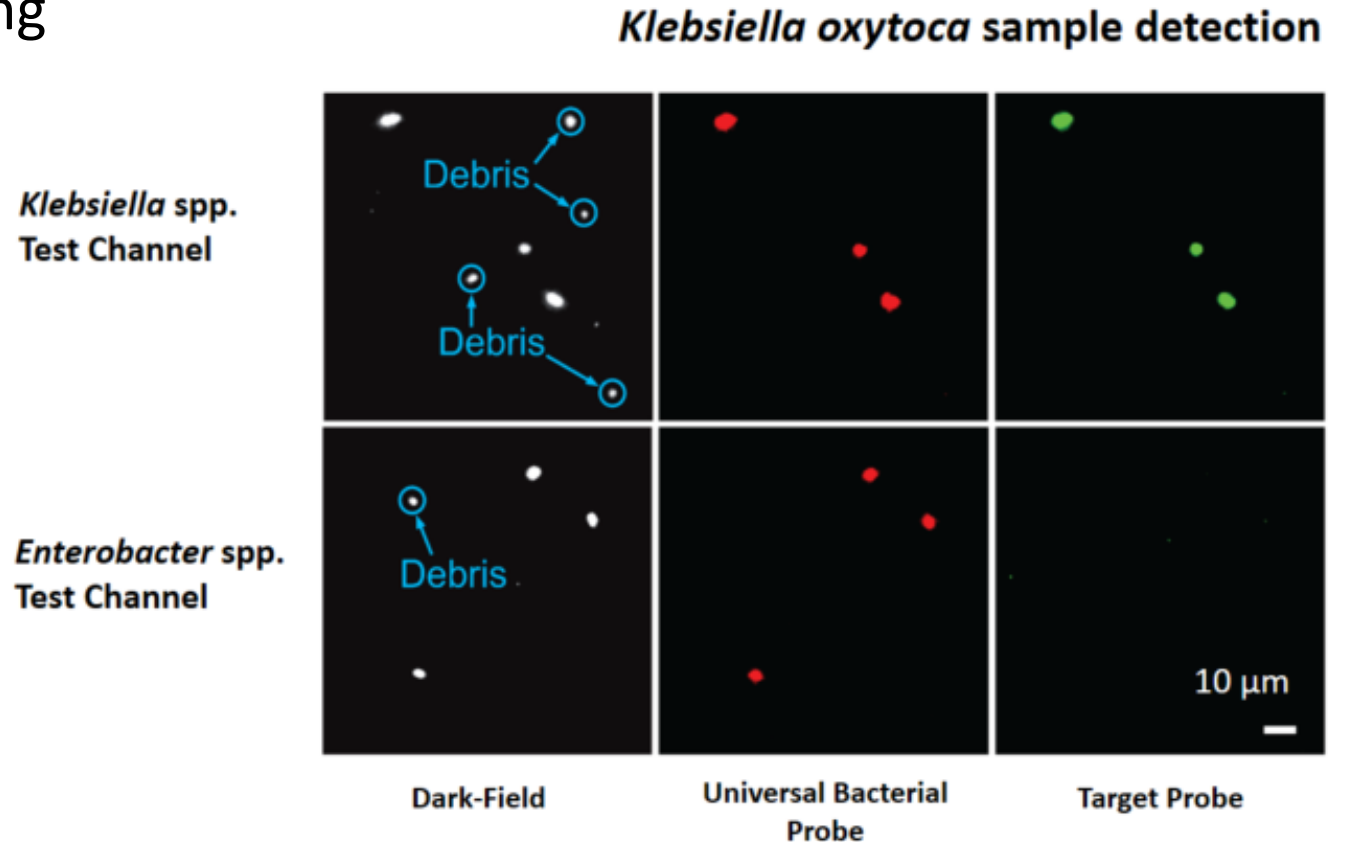 Klebsiella oxytoca sample detection
Klebsiella spp.
Test Channel
Debris
Debris
Enterobacter spp.
Test Channel
Debris
10 µm
Dark-Field
Universal Bacterial
Probe
Target Probe